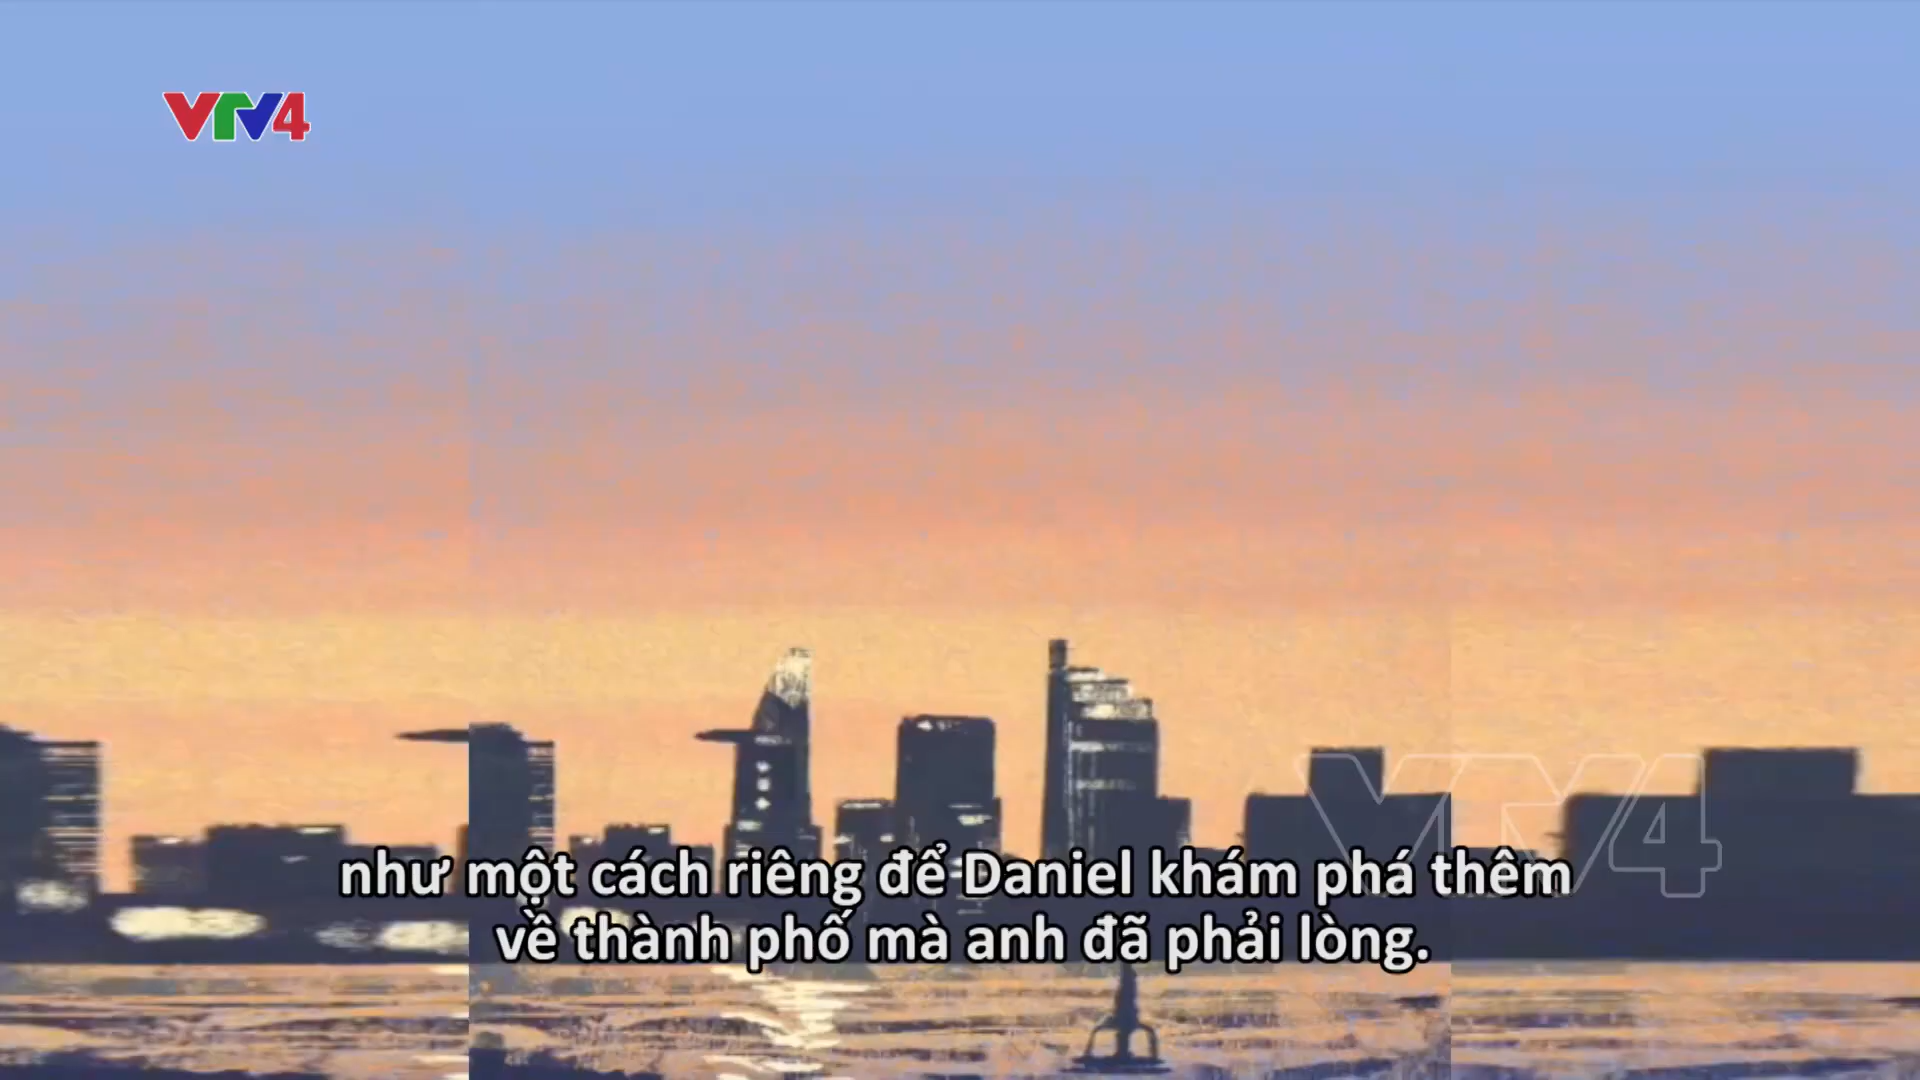 VTV4
VTV4
như một cách riêng để Daniel khám phá thêm
về thành phố mà anh đã phải lòng.